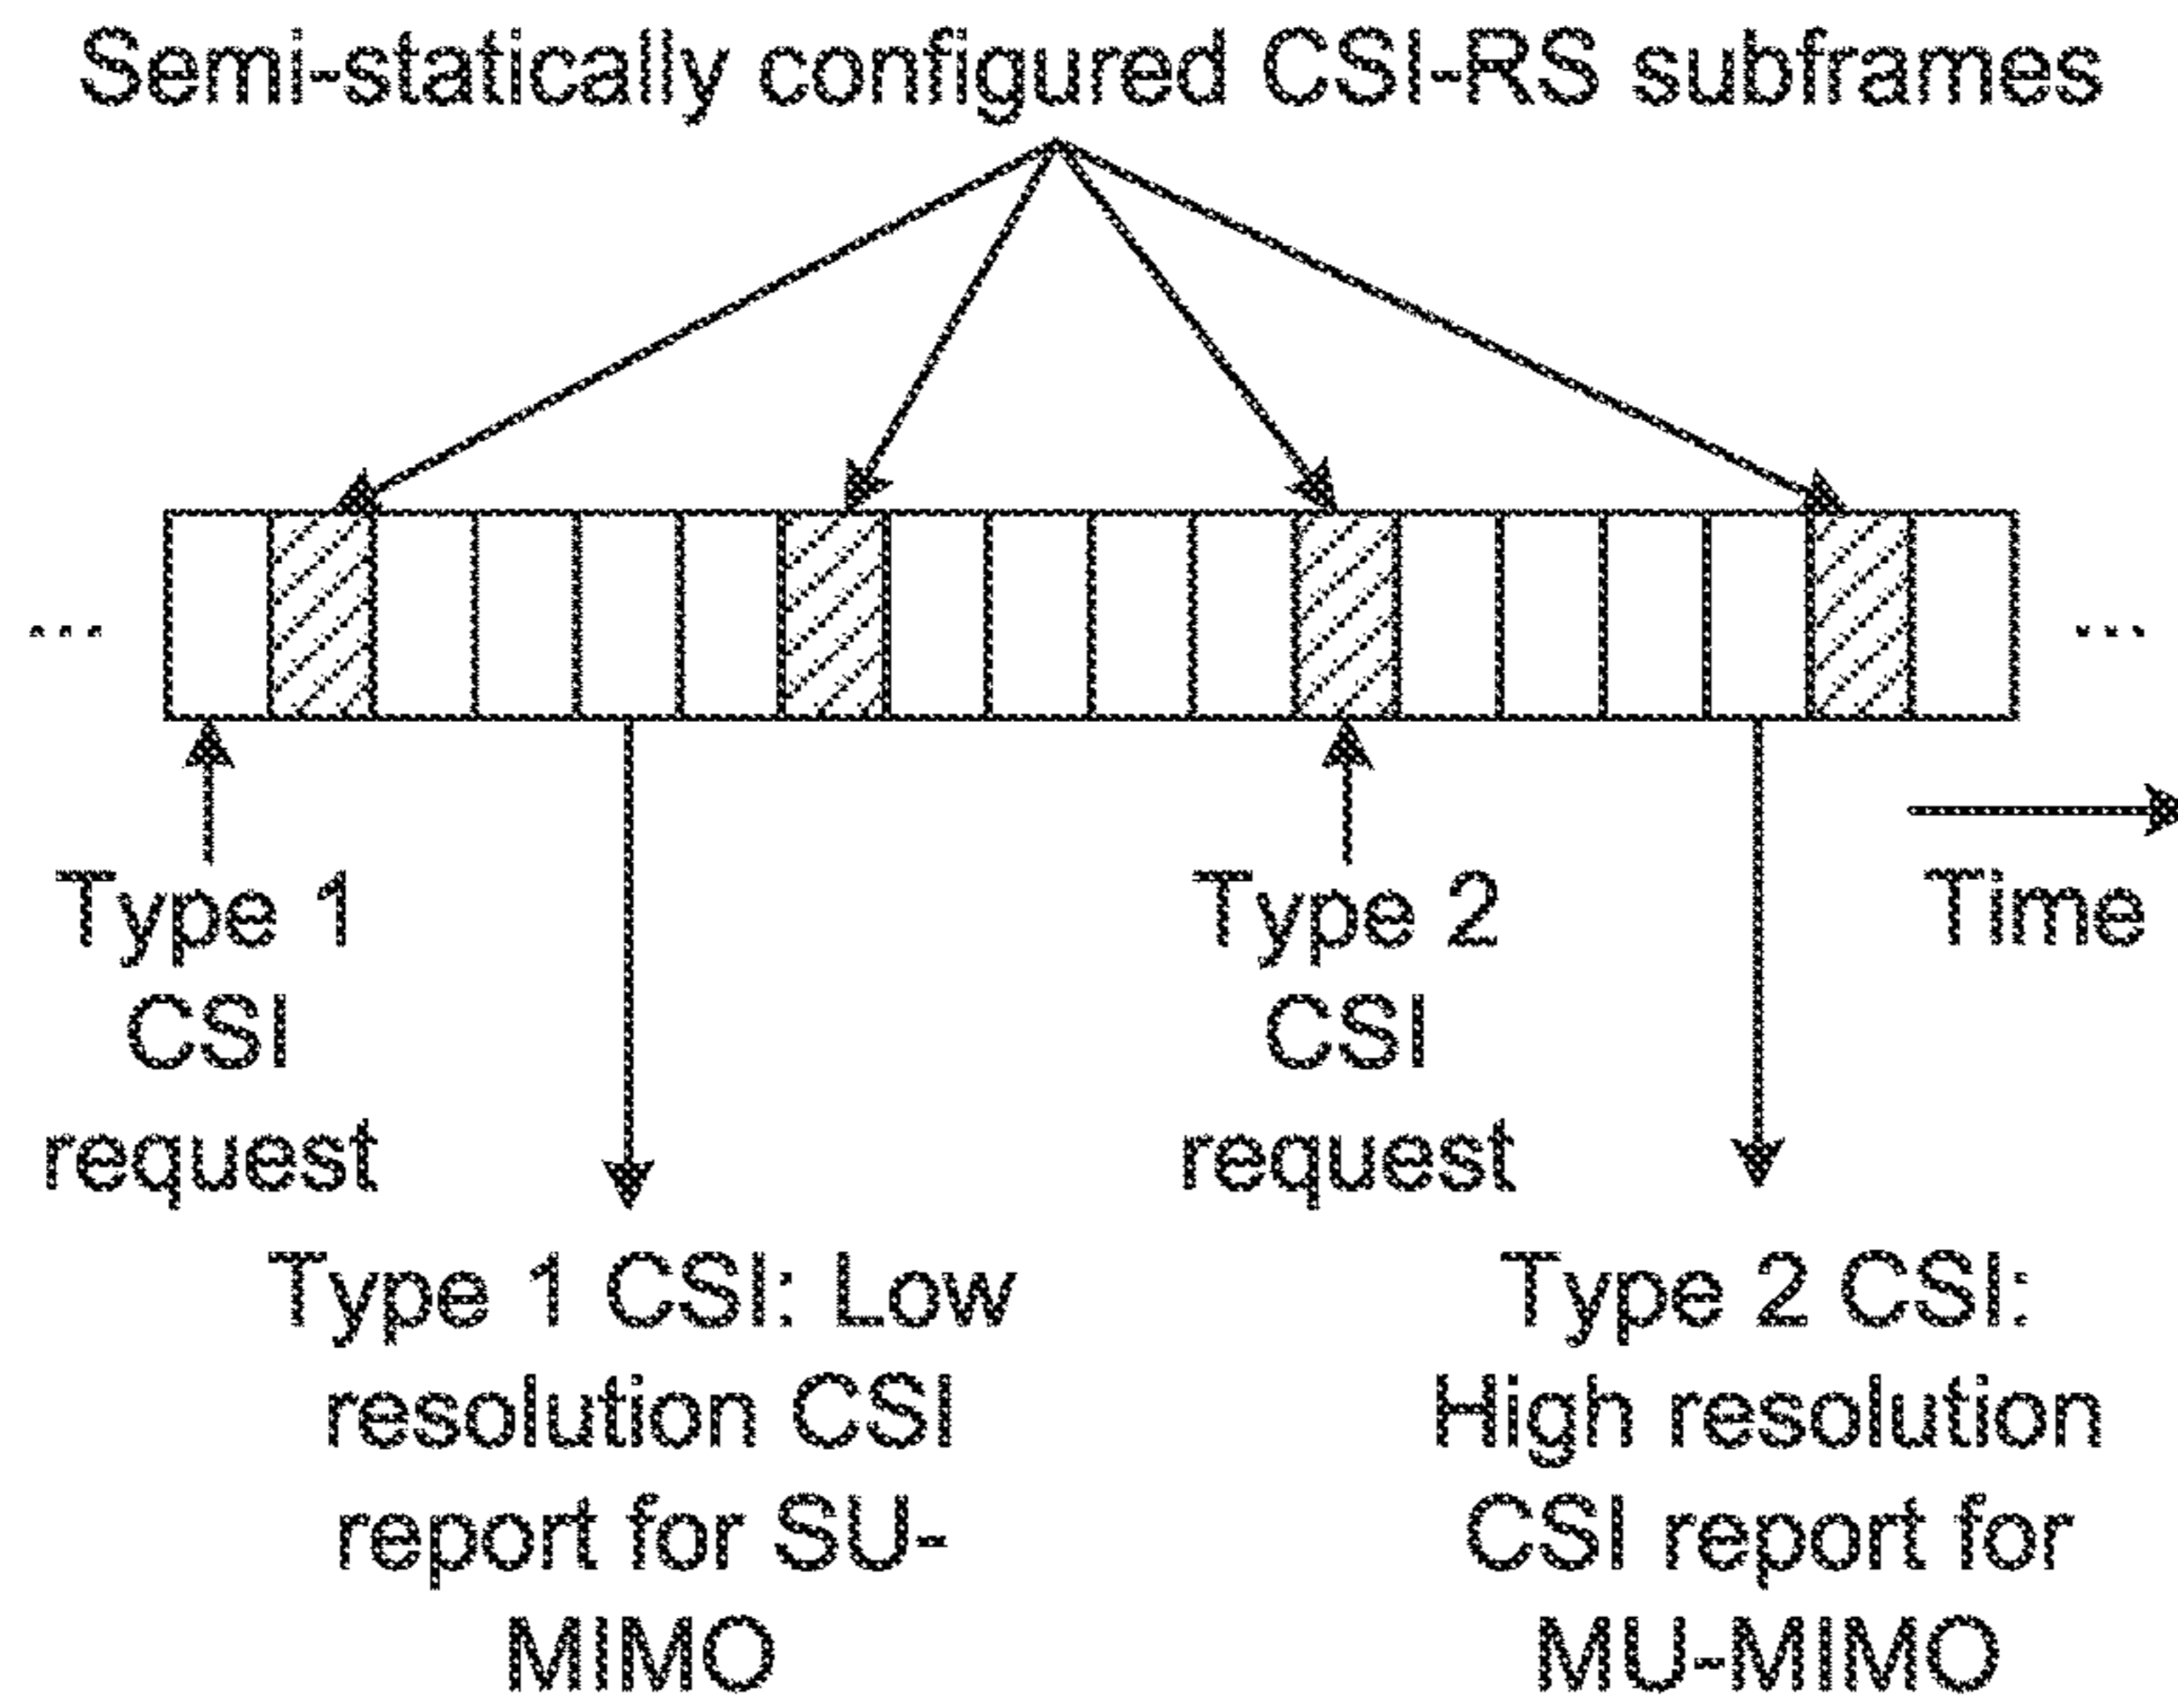 Semi-statically configured CSI-RS subframes
...
...
Type 1
CSI
request
Type 2
CSI
request
Time
Type 1 CSI: Low
resolution CSI
report for SU-
MIMO
Type 2 CSI:
High resolution
CSI report for
MU-MIMO